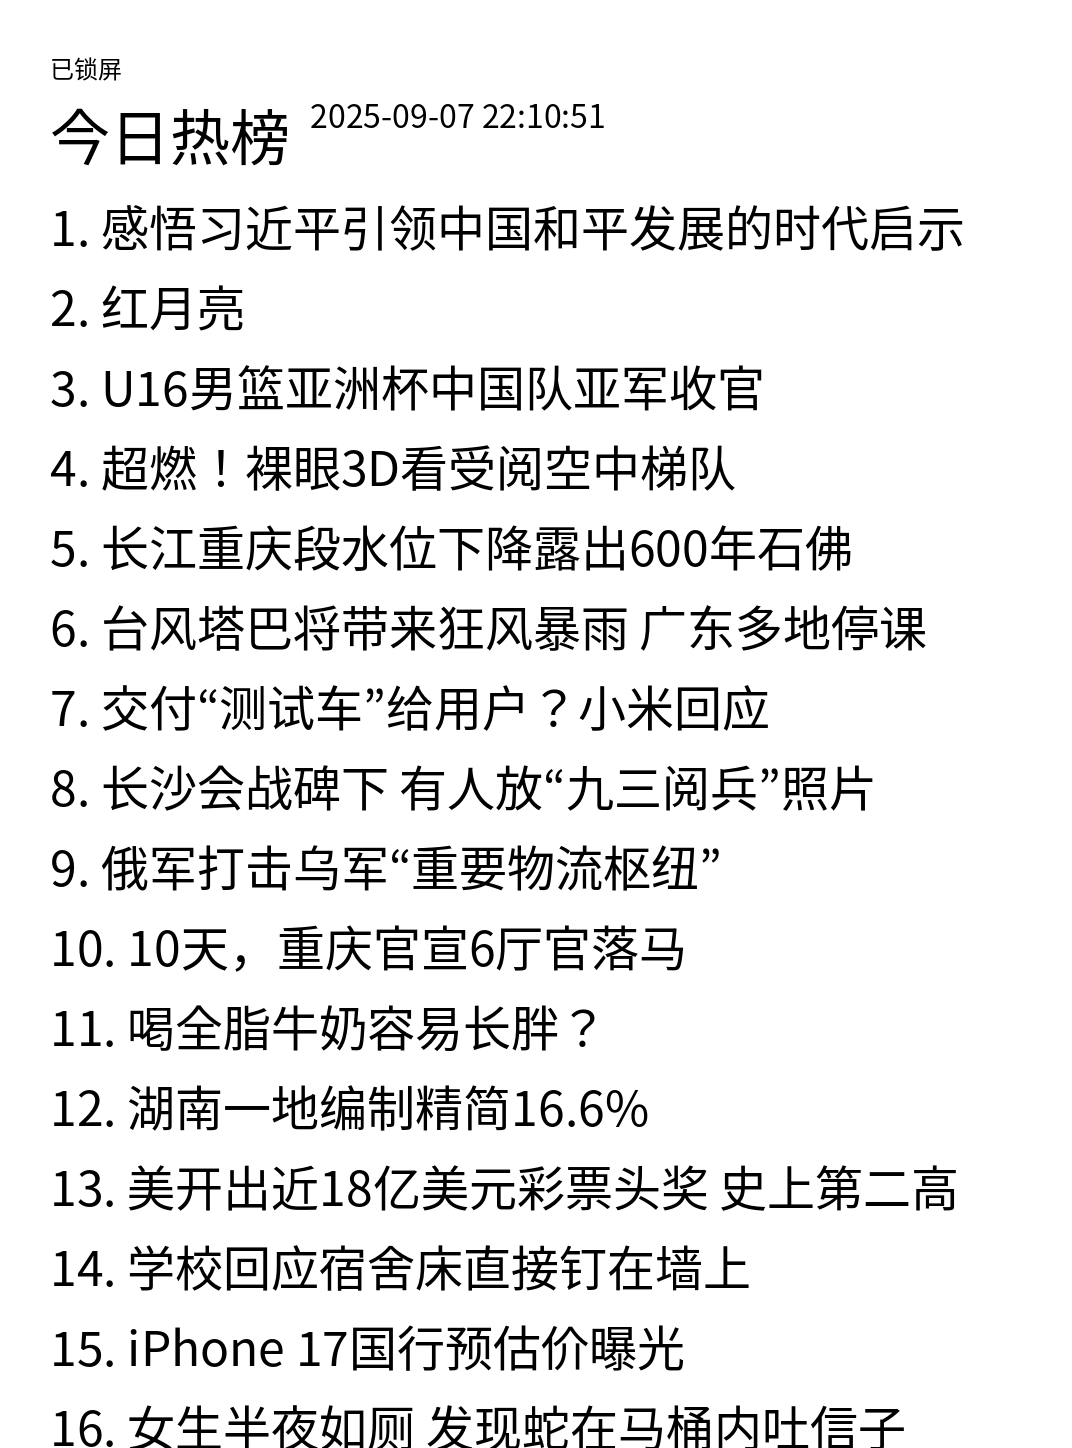 已锁屏
今日热榜 2025-09-07 22:10:51
1. 感悟习近平引领中国和平发展的时代启示
2. 红月亮
3. U16男篮亚洲杯中国队亚军收官
4. 超燃！裸眼3D看受阅空中梯队
5. 长江重庆段水位下降露出600年石佛
6. 台风塔巴将带来狂风暴雨 广东多地停课
7. 交付“测试车”给用户？小米回应
8. 长沙会战碑下 有人放“九三阅兵”照片
9. 俄军打击乌军“重要物流枢纽”
10. 10天，重庆官宣6厅官落马
11. 喝全脂牛奶容易长胖？
12. 湖南一地编制精简16.6%
13. 美开出近18亿美元彩票头奖 史上第二高
14. 学校回应宿舍床直接钉在墙上
15. iPhone 17国行预估价曝光
16. 女生半夜如厕 发现蛇在马桶内吐信子